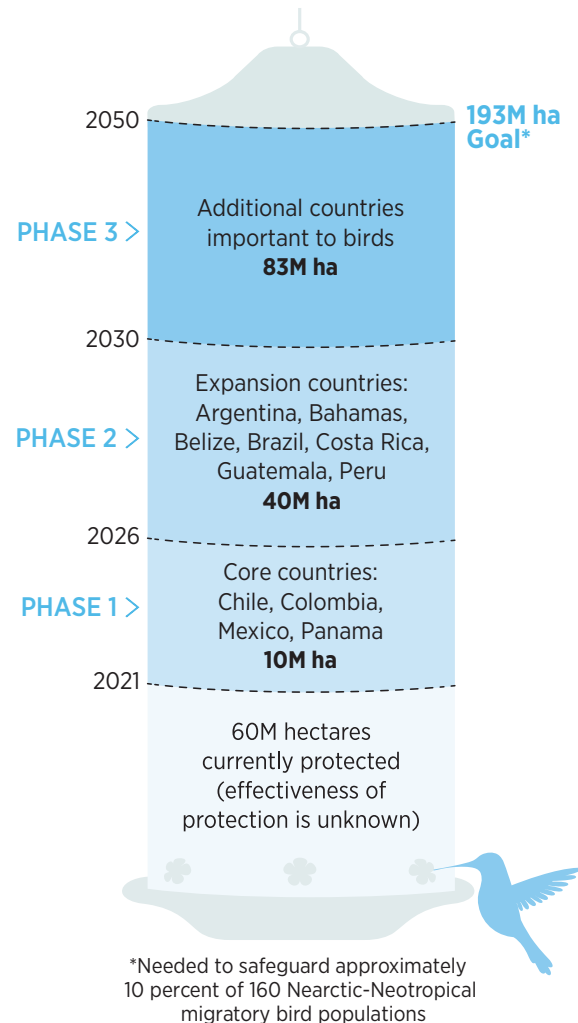 2050
193M ha
Goal*
PHASE 3 >
Additional countries
important to birds
83M ha
2030
PHASE 2 >
Expansion countries:
Argentina, Bahamas,
Belize, Brazil, Costa Rica,
Guatemala, Peru
40M ha
2026
PHASE 1 >
Core countries:
Chile, Colombia,
Mexico, Panama
10M ha
2021
60M hectares
currently protected
(effectiveness of
protection is unknown)
*Needed to safeguard approximately
10 percent of 160 Nearctic-Neotropical
migratory bird populations